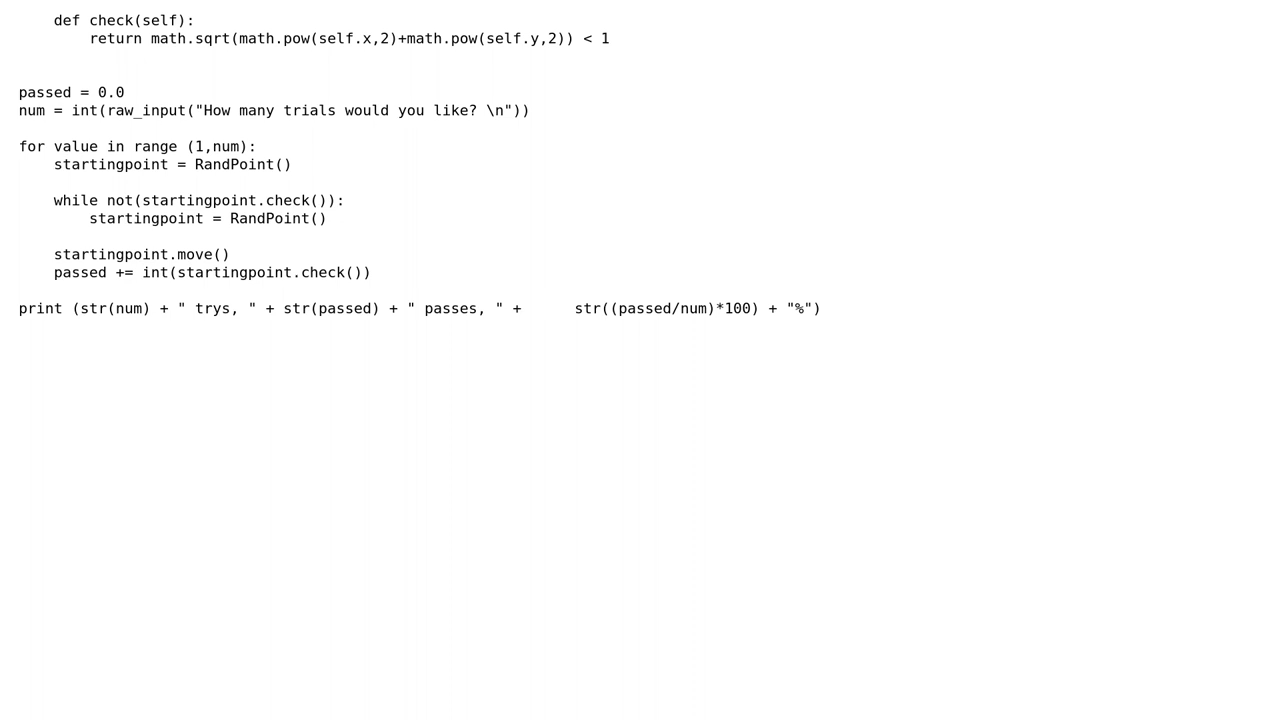 def check(self):
        return math.sqrt(math.pow(self.x,2)+math.pow(self.y,2)) < 1
passed = 0.0
num = int(raw_input("How many trials would you like? \n"))
for value in range (1,num):
    startingpoint = RandPoint()
    while not(startingpoint.check()):
        startingpoint = RandPoint()
    startingpoint.move()
    passed += int(startingpoint.check())
print (str(num) + " trys, " + str(passed) + " passes, " +      str((passed/num)*100) + "%")